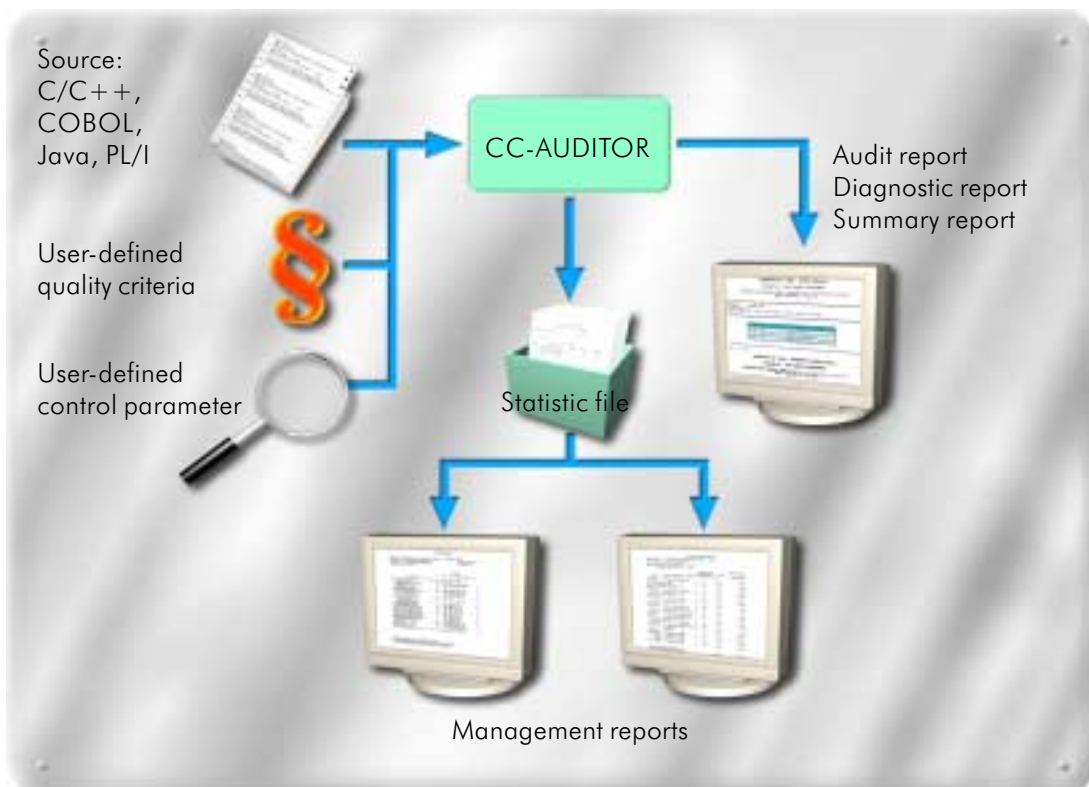 Source:
C/C++,
COBOL,
Java, PL/I
CC-AUDITOR
Audit report
Diagnostic report
Summary report
User-defined
quality criteria
§
User-defined
control parameter
Statistic file
Management reports